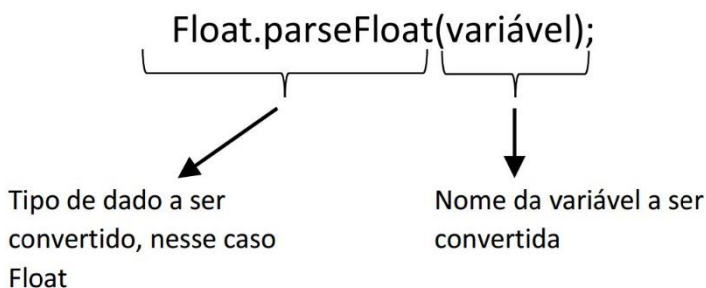 Float.parseFloat(variável);
Tipo de dado a ser
convertido, nesse caso
Float
Nome da variável a ser
convertida